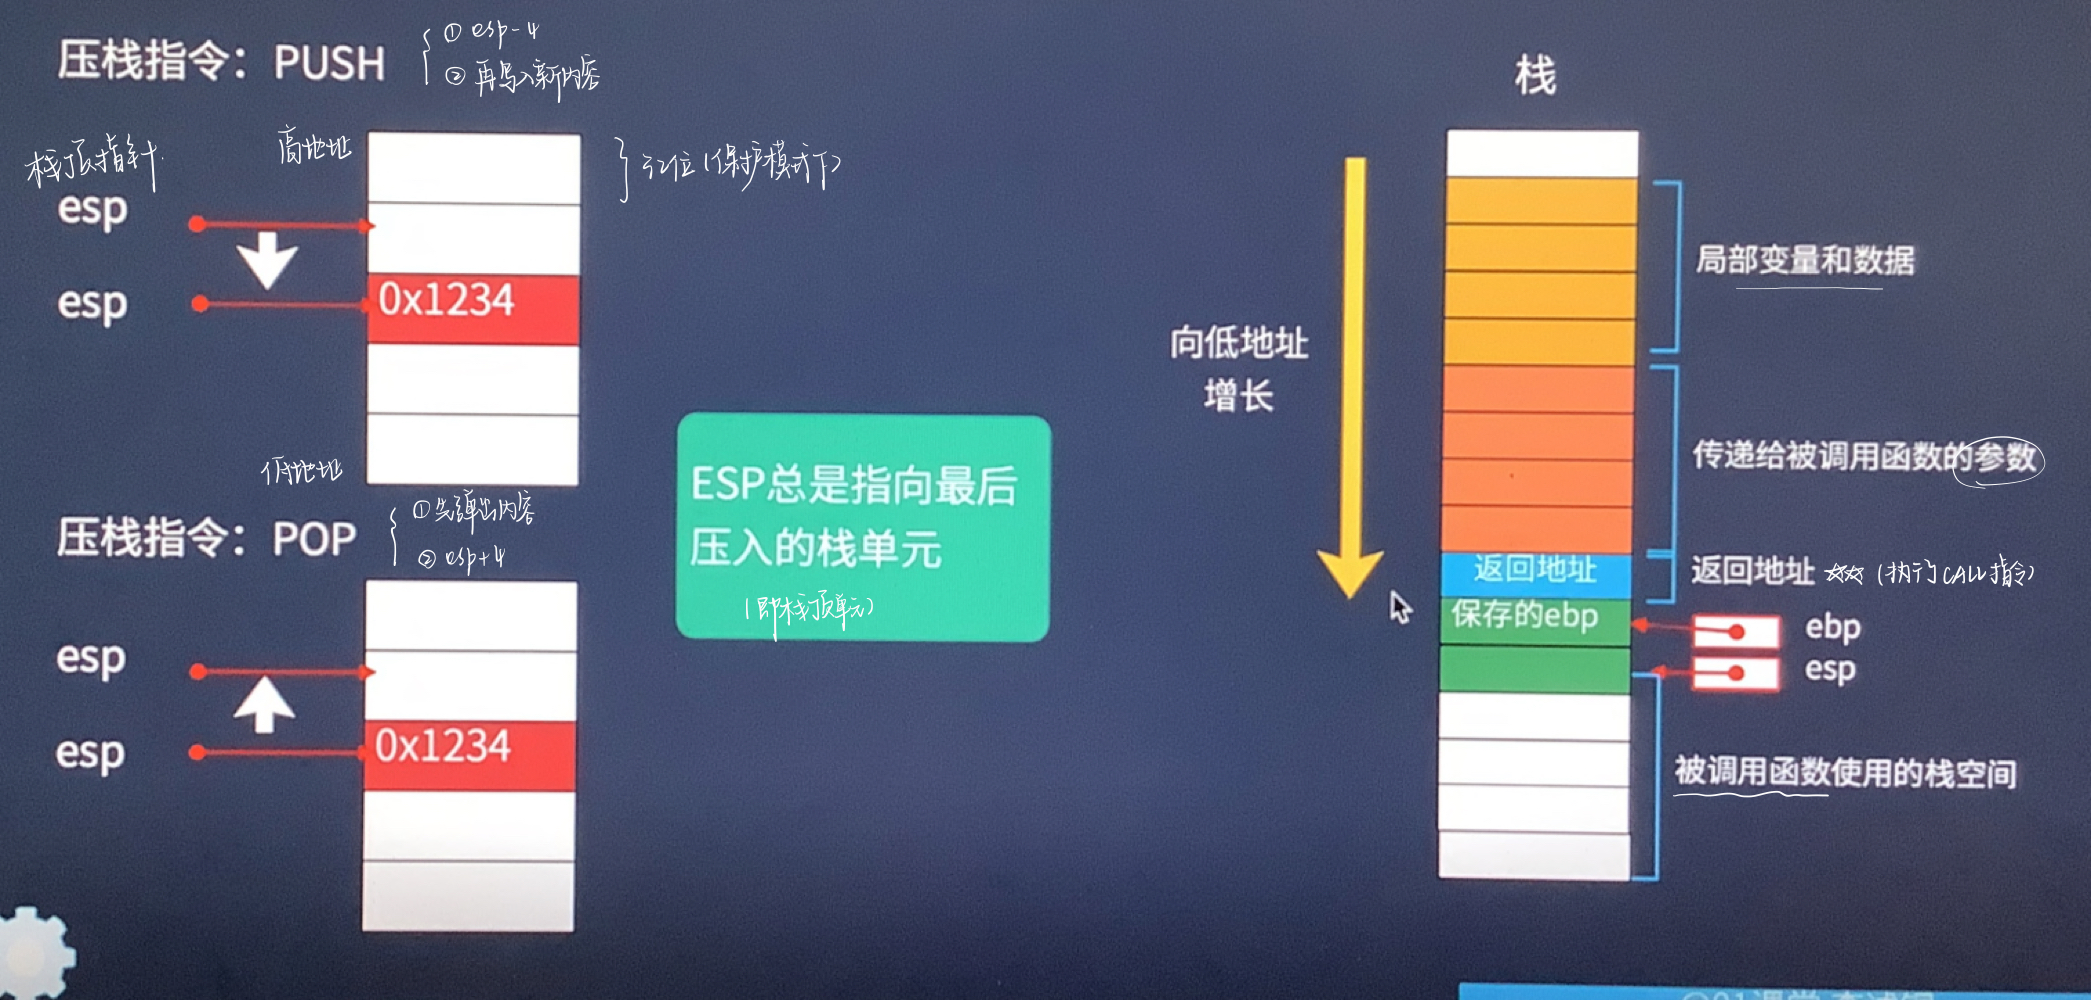 压栈指令：PUSH
① esp-4
② 再写入新内容
栈顶指针
高地址
32位(保护模式下)
esp
esp
0x1234
低地址
压栈指令：POP
①先弹出内容
② esp+4
esp
esp
0x1234
ESP总是指向最后
压入的栈单元
(即栈顶单元)
栈
向低地址
增长
局部变量和数据
传递给被调用函数的参数
返回地址
返回地址 ☆☆ (执行CALL指令)
保存的ebp
ebp
esp
被调用函数使用的栈空间